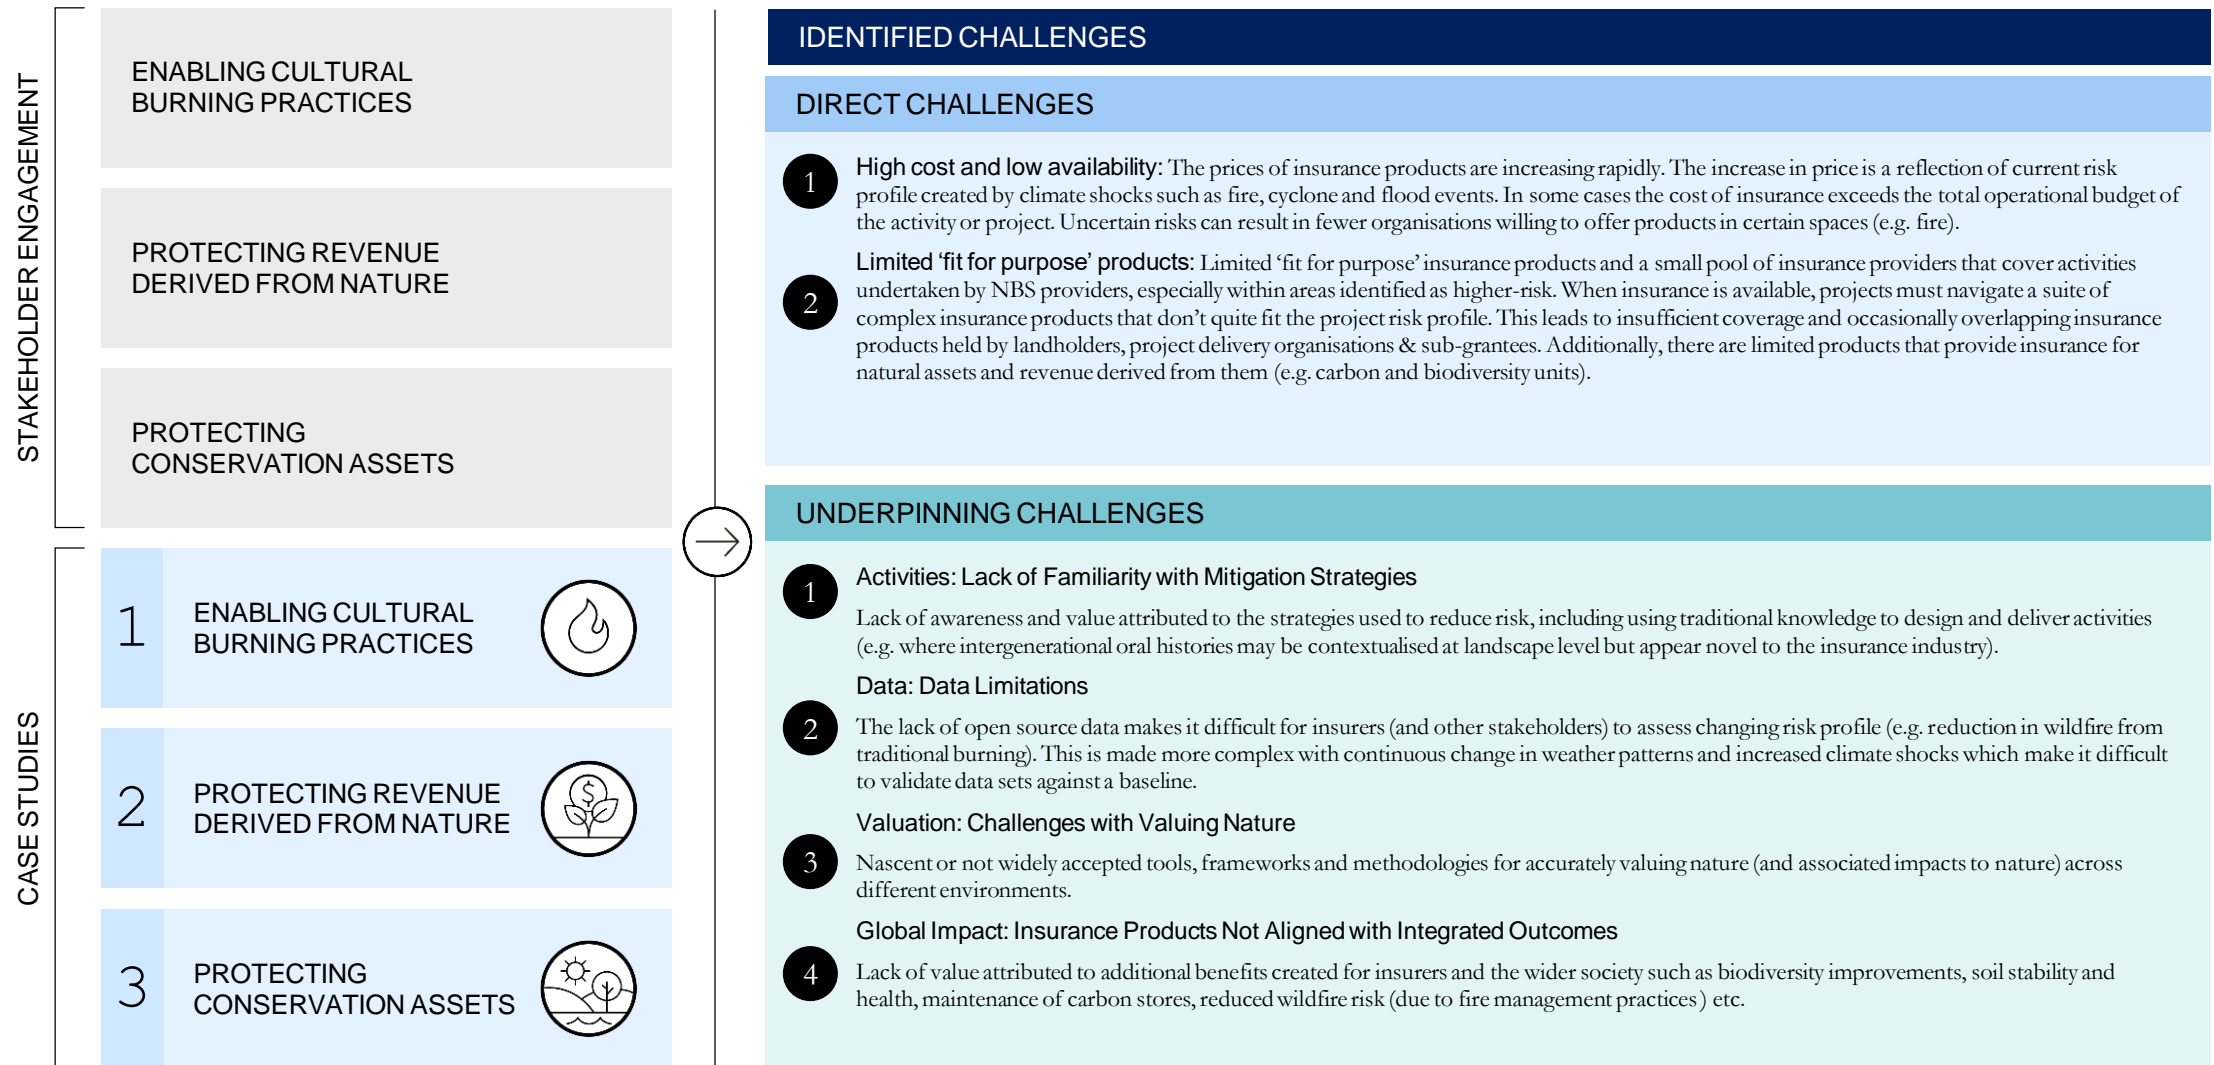 STAKEHOLDER ENGAGEMENT
ENABLING CULTURAL
BURNING PRACTICES
PROTECTING REVENUE
DERIVED FROM NATURE
PROTECTING
CONSERVATION ASSETS
CASE STUDIES
1
ENABLING CULTURAL
BURNING PRACTICES
2
PROTECTING REVENUE
DERIVED FROM NATURE
$
3
PROTECTING
CONSERVATION ASSETS
IDENTIFIED CHALLENGES
DIRECT CHALLENGES
1
High cost and low availability: The prices of insurance products are increasing rapidly. The increase in price is a reflection of current risk
profile created by climate shocks such as fire, cyclone and flood events. In some cases the cost of insurance exceeds the total operational budget of
the activity or project. Uncertain risks can result in fewer organisations willing to offer products in certain spaces (e.g. fire).
2
Limited ‘fit for purpose’ products: Limited ‘fit for purpose’ insurance products and a small pool of insurance providers that cover activities
undertaken by NBS providers, especially within areas identified as higher-risk. When insurance is available, projects must navigate a suite of
complex insurance products that don’t quite fit the project risk profile. This leads to insufficient coverage and occasionally overlapping insurance
products held by landholders, project delivery organisations & sub-grantees. Additionally, there are limited products that provide insurance for
natural assets and revenue derived from them (e.g. carbon and biodiversity units).
UNDERPINNING CHALLENGES
1
Activities: Lack of Familiarity with Mitigation Strategies
Lack of awareness and value attributed to the strategies used to reduce risk, including using traditional knowledge to design and deliver activities
(e.g. where intergenerational oral histories may be contextualised at landscape level but appear novel to the insurance industry).
2
Data: Data Limitations
The lack of open source data makes it difficult for insurers (and other stakeholders) to assess changing risk profile (e.g. reduction in wildfire from
traditional burning). This is made more complex with continuous change in weather patterns and increased climate shocks which make it difficult
to validate data sets against a baseline.
3
Valuation: Challenges with Valuing Nature
Nascent or not widely accepted tools, frameworks and methodologies for accurately valuing nature (and associated impacts to nature) across
different environments.
4
Global Impact: Insurance Products Not Aligned with Integrated Outcomes
Lack of value attributed to additional benefits created for insurers and the wider society such as biodiversity improvements, soil stability and
health, maintenance of carbon stores, reduced wildfire risk (due to fire management practices ) etc.